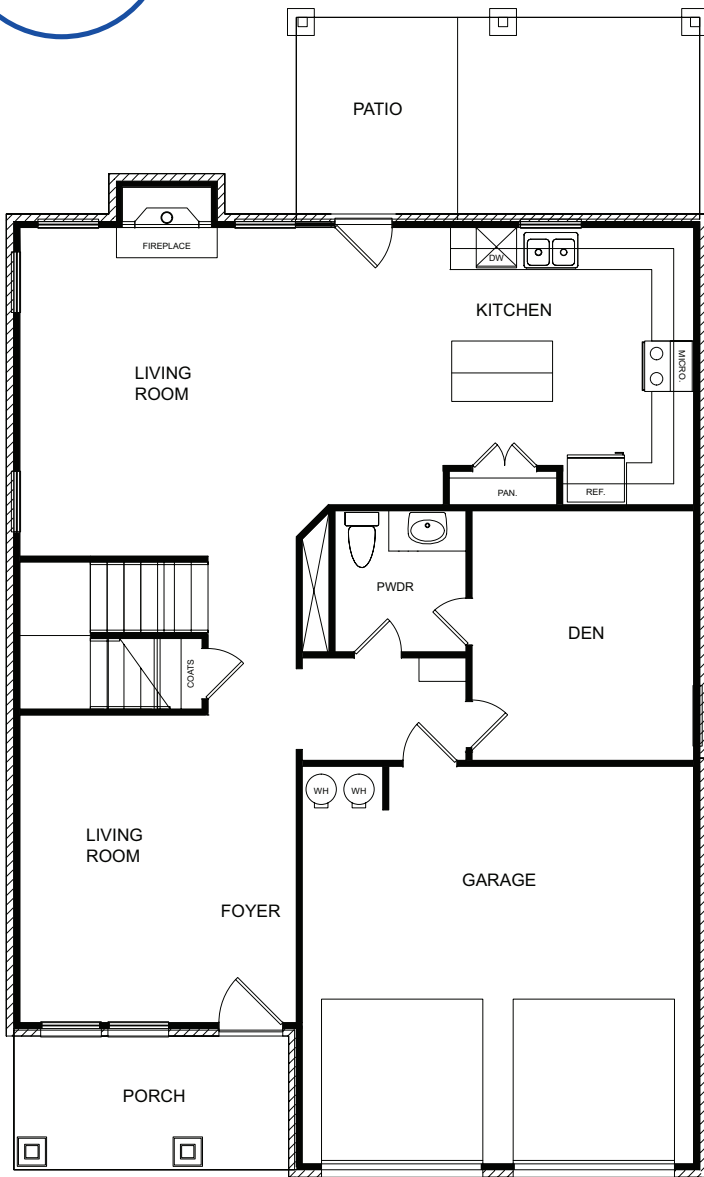 PATIO
FIREPLACE
DW
KITCHEN
LIVING
ROOM
MICRO.
PAN.
REF.
PWDR
DEN
COATS
WH
WH
LIVING
ROOM
GARAGE
FOYER
PORCH